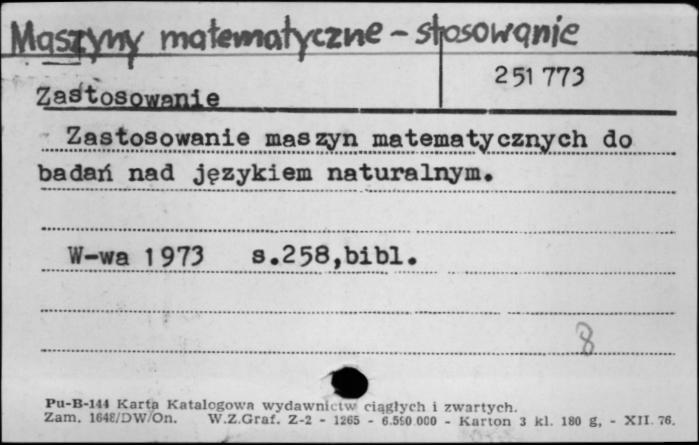 Maszyny matematyczne - stosowanie
251 773
Zastosowanie
Zastosowanie maszyn matematycznych do
badań nad językiem naturalnym.
W-wa 1973 s.258,bibl.
8
Pu-B-144 Karta Katalogowa wydawnictw ciągłych i zwartych.
Zam. 1648/DW/On. W.Z.Graf. Z-2 - 1265 - 6.550.000 - Karton 3 kl. 180 g, - XII. 76.